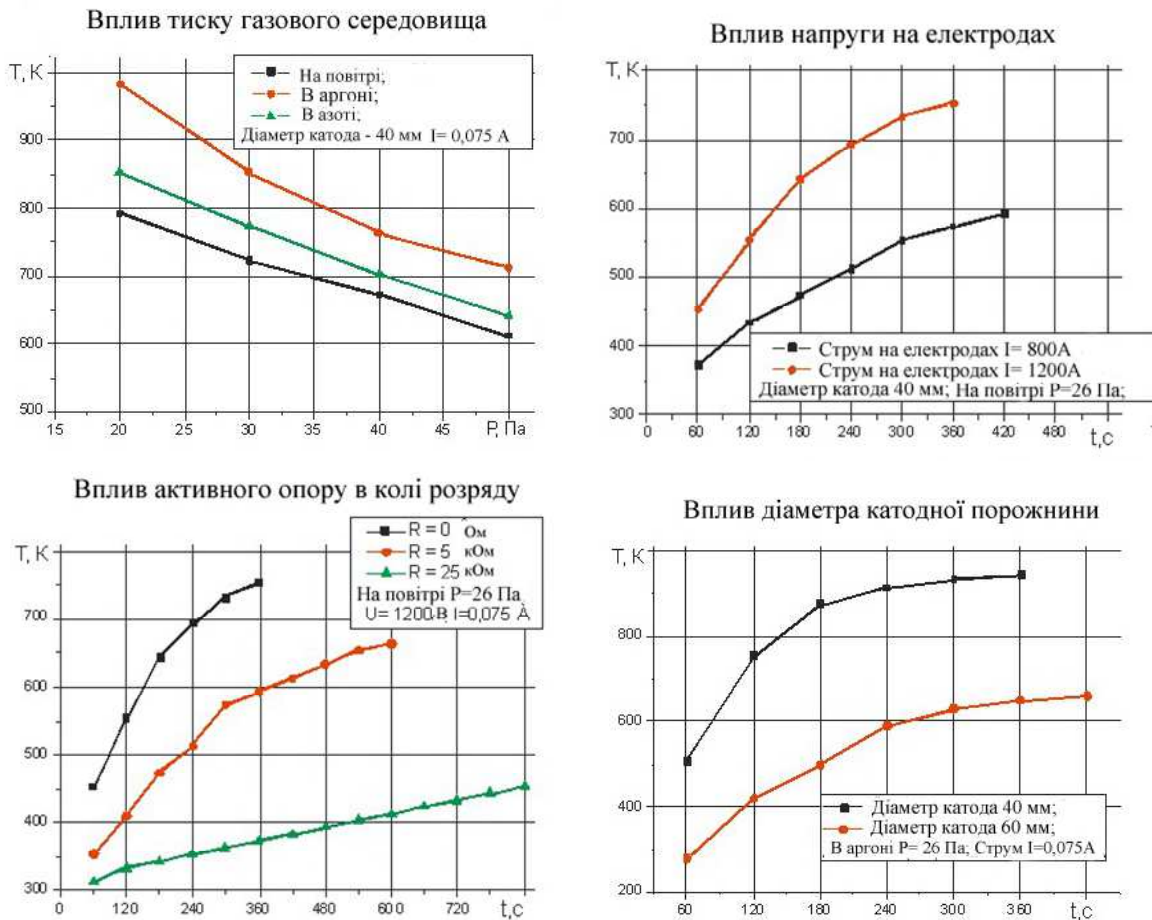 Вплив тиску газового середовища
T, K
На повітрі;
В аргоні;
В азоті;
Діаметр катода - 40 мм I= 0,075 А
900
800
700
600
500
15 20 25 30 35 40 45 P, Па
Вплив напруги на електродах
T, K
700
600
500
400
300
Струм на електродах I= 800А
Струм на електродах I= 1200А
Діаметр катода 40 мм; На повітрі P=26 Па;
0 60 120 180 240 300 360 420 480 t,c
Вплив активного опору в колі розряду
T, K
R = 0 Ом
R = 5 кОм
R = 25 кОм
На повітрі P=26 Па
U= 1200 В; I=0,075 А
700
600
500
400
300
0 120 240 360 480 600 720 t,c
Вплив діаметра катодної порожнини
T, K
800
600
400
200
Діаметр катода 40 мм;
Діаметр катода 60 мм;
В аргоні P= 26 Па; Струм I=0,075А
60 120 180 240 300 360 t,c